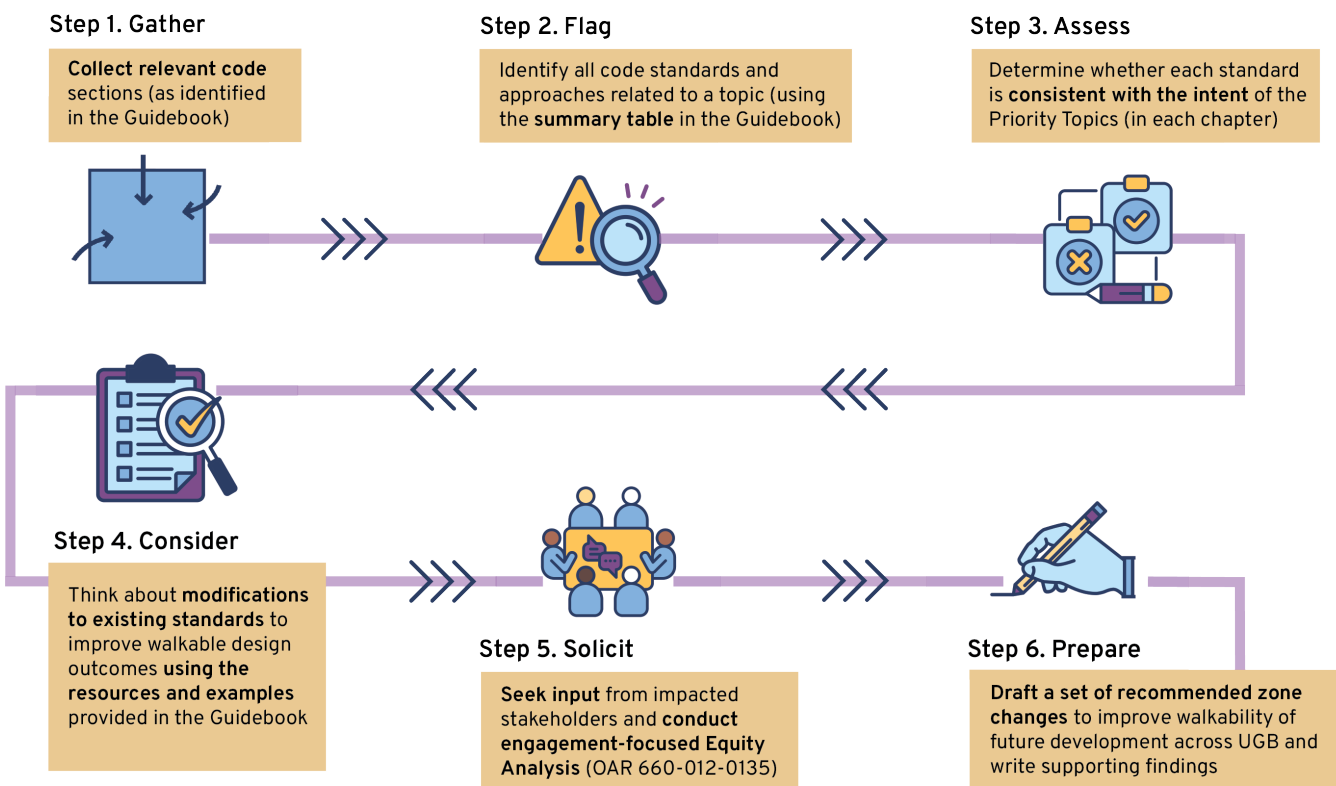 Step 1. Gather
Collect relevant code
sections (as identified
in the Guidebook)
Step 2. Flag
Identify all code standards and
approaches related to a topic (using
the summary table in the Guidebook)
Step 3. Assess
Determine whether each standard
is consistent with the intent of the
Priority Topics (in each chapter)
Step 4. Consider
Think about modifications
to existing standards to
improve walkable design
outcomes using the
resources and examples
provided in the Guidebook
Step 5. Solicit
Seek input from impacted
stakeholders and conduct
engagement-focused Equity
Analysis (OAR 660-012-0135)
Step 6. Prepare
Draft a set of recommended zone
changes to improve walkability of
future development across UGB and
write supporting findings